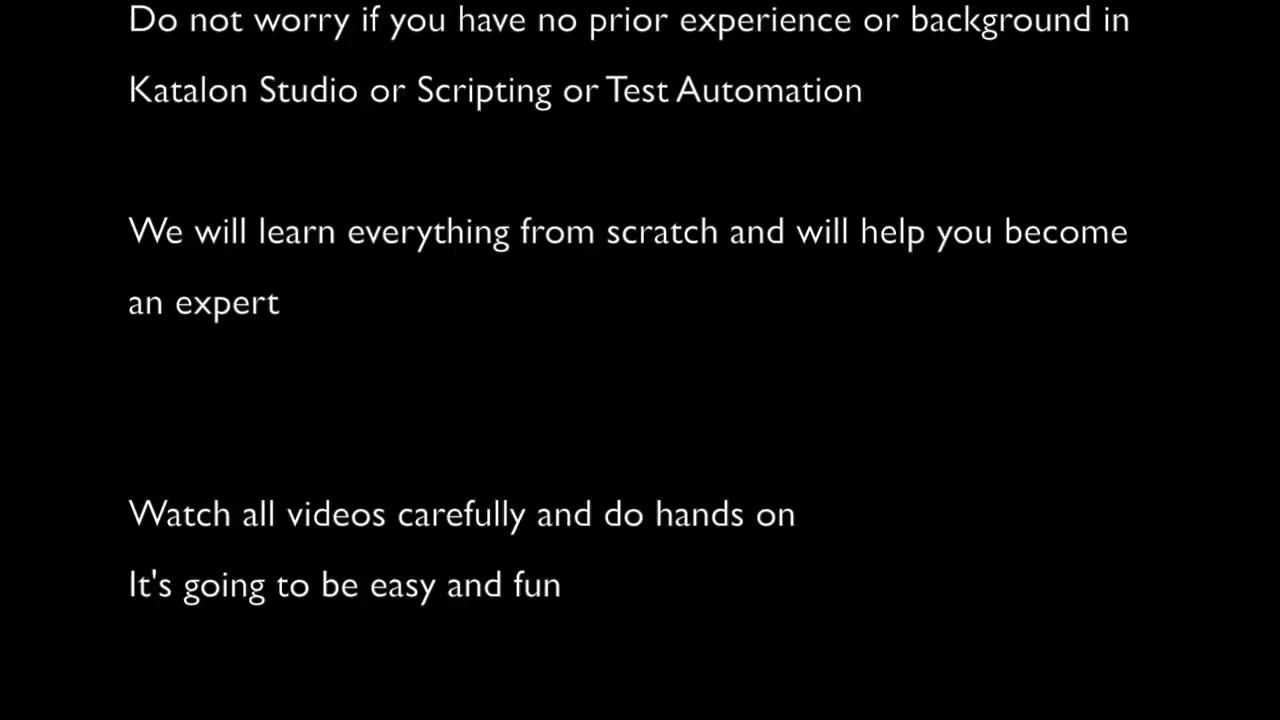 Do not worry if you have no prior experience or background in
Katalon Studio or Scripting or Test Automation
We will learn everything from scratch and will help you become
an expert
Watch all videos carefully and do hands on
It's going to be easy and fun